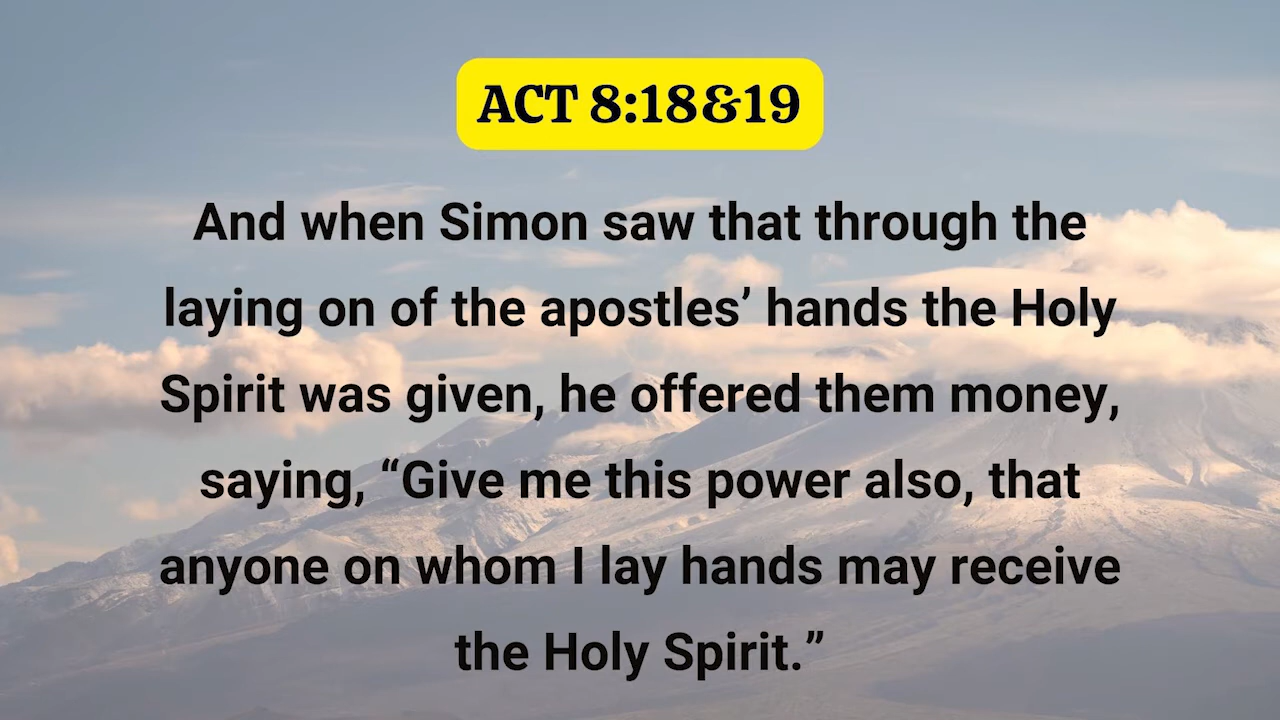 ACT 8:18&19
And when Simon saw that through the
laying on of the apostles’ hands the Holy
Spirit was given, he offered them money,
saying, “Give me this power also, that
anyone on whom I lay hands may receive
the Holy Spirit.”